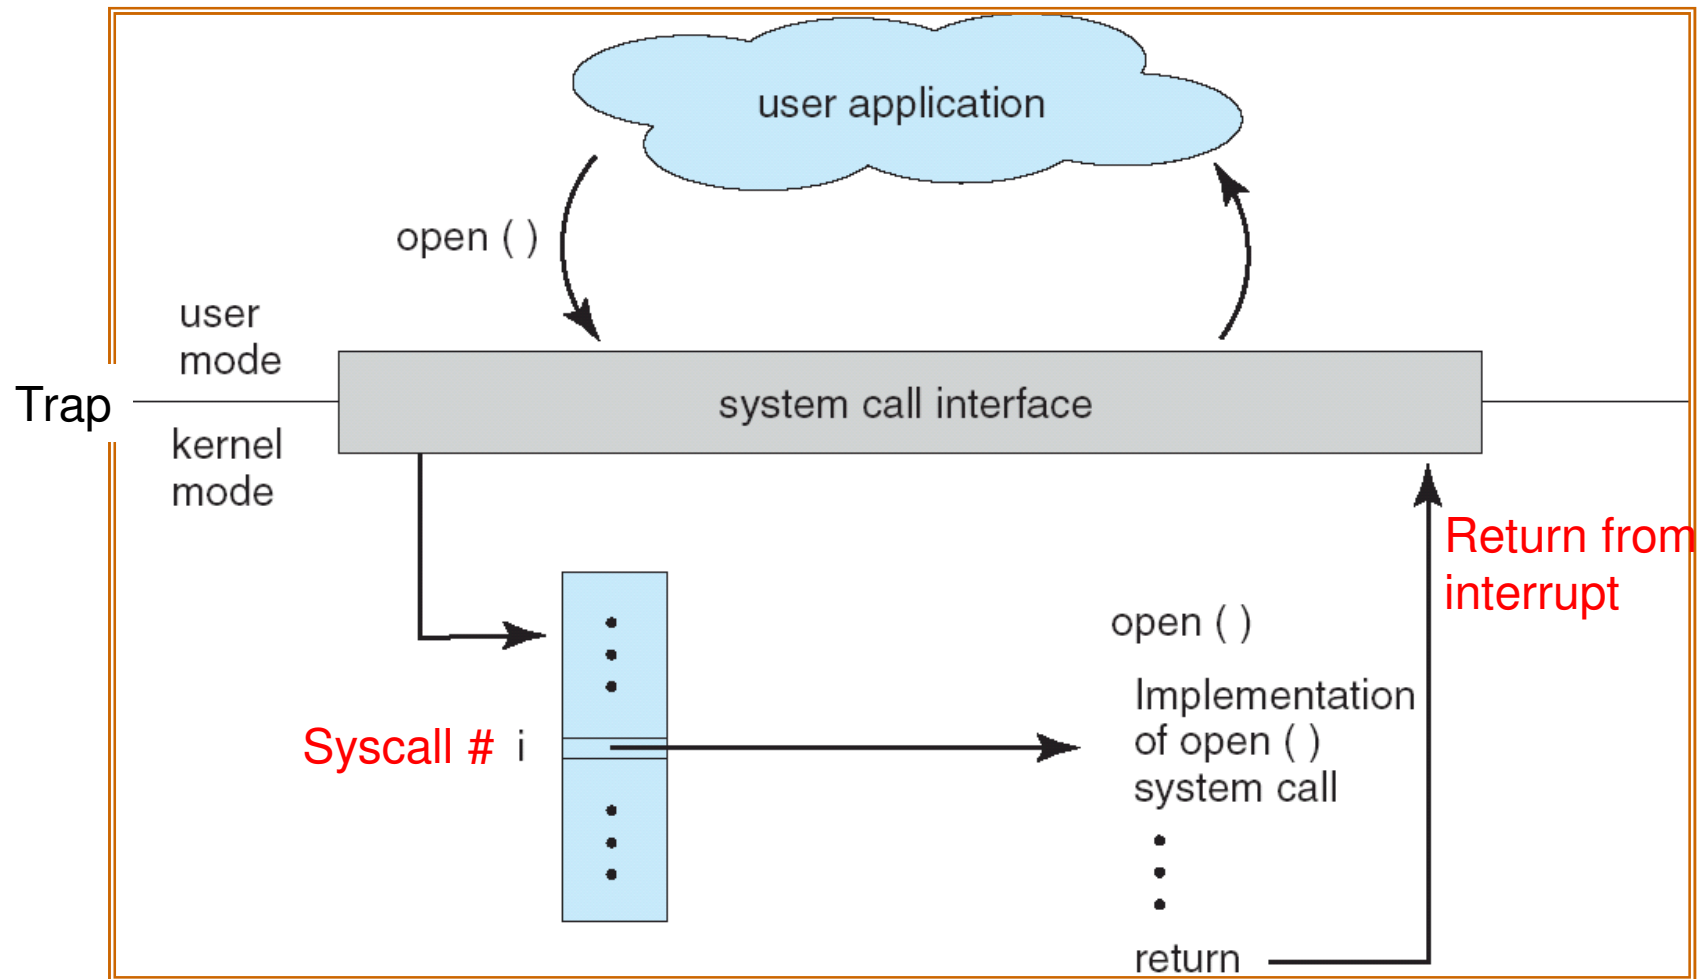 user application
open ( )
user
mode
Trap
system call interface
kernel
mode
Return from
interrupt
open ( )
Implementation
of open ( )
system call
Syscall # i
return